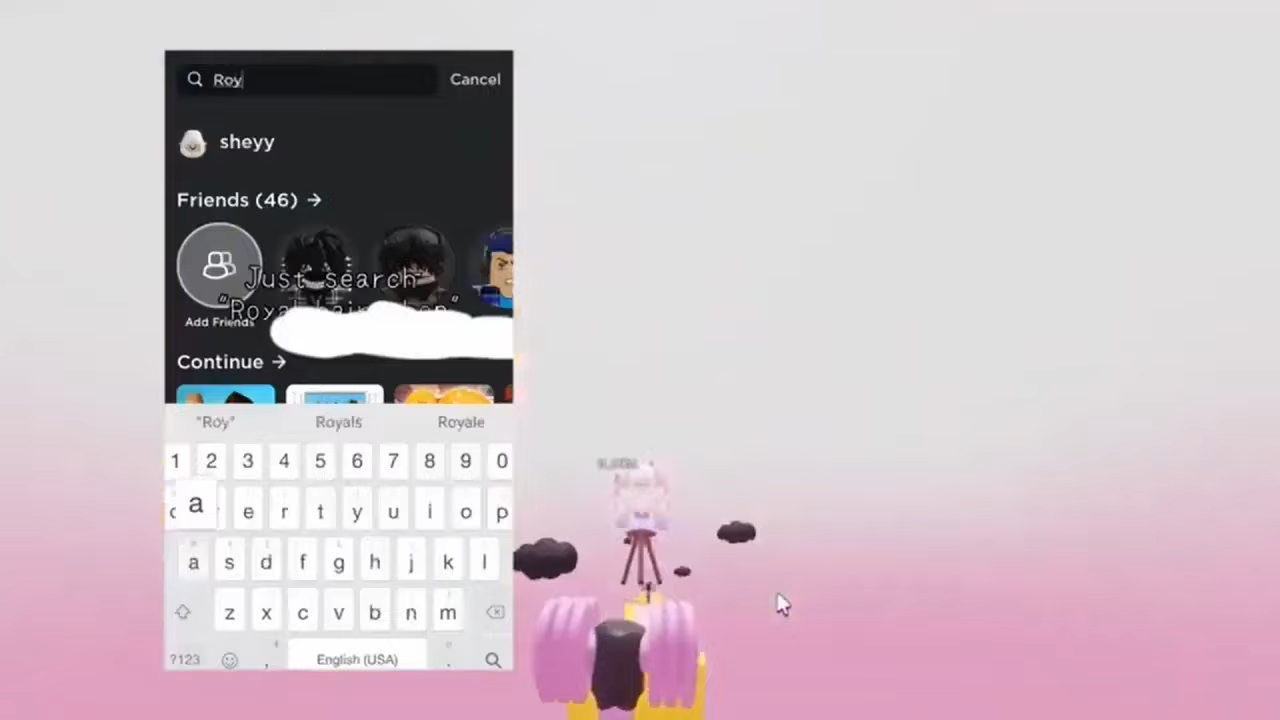 Roy
Cancel
sheyy
Friends (46) →
Just search
Add Friends
Continue →
"Roy" Royals Royale
1 2 3 4 5 6 7 8 9 0
a e r t y u i o p
a s d f g h j k l
z x c v b n m
?123 , English (USA) .